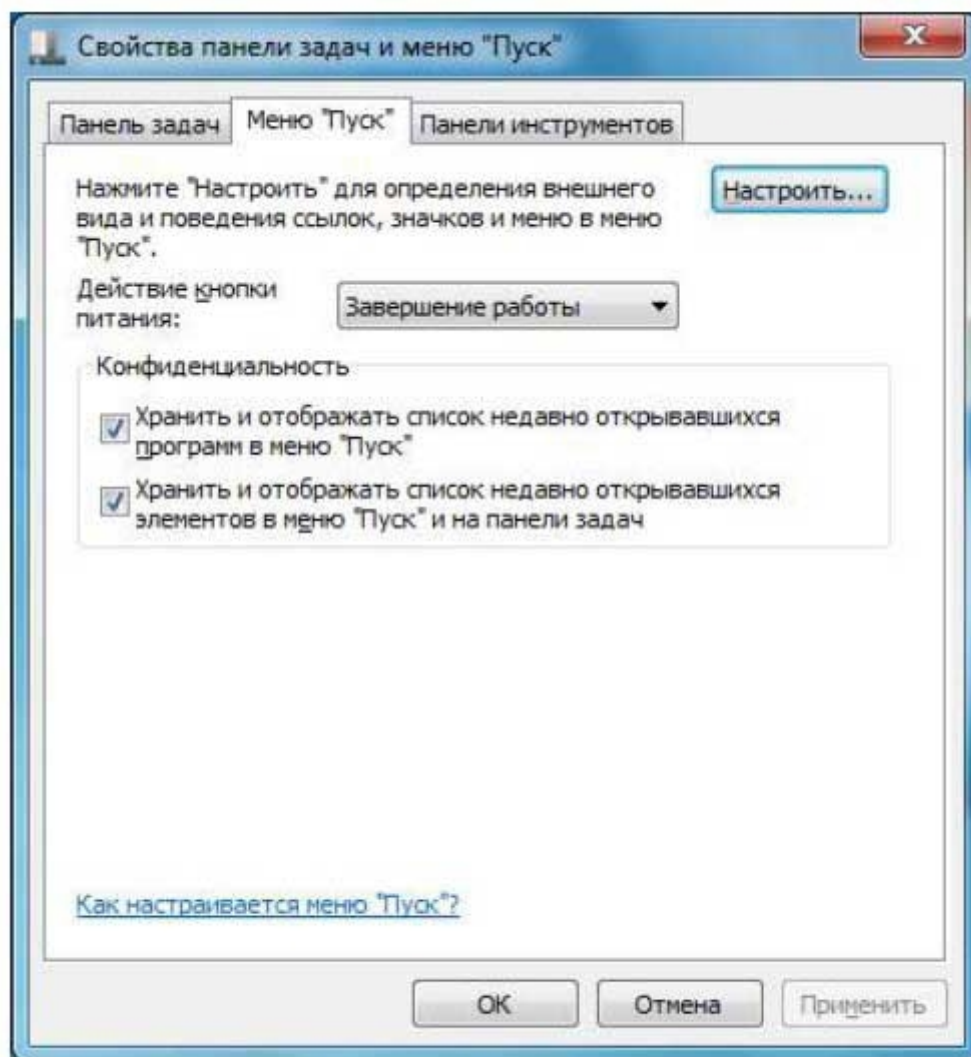 Свойства панели задач и меню "Пуск"
Панель задач Меню "Пуск" Панели инструментов
Нажмите "Настроить" для определения внешнего
вида и поведения ссылок, значков и меню в меню
"Пуск".
Настроить...
Действие кнопки
питания:
Завершение работы
Конфиденциальность
Хранить и отображать список недавно открывавшихся
программ в меню "Пуск"
Хранить и отображать список недавно открывавшихся
элементов в меню "Пуск" и на панели задач
Как настраивается меню "Пуск"?
ОК Отмена Применить